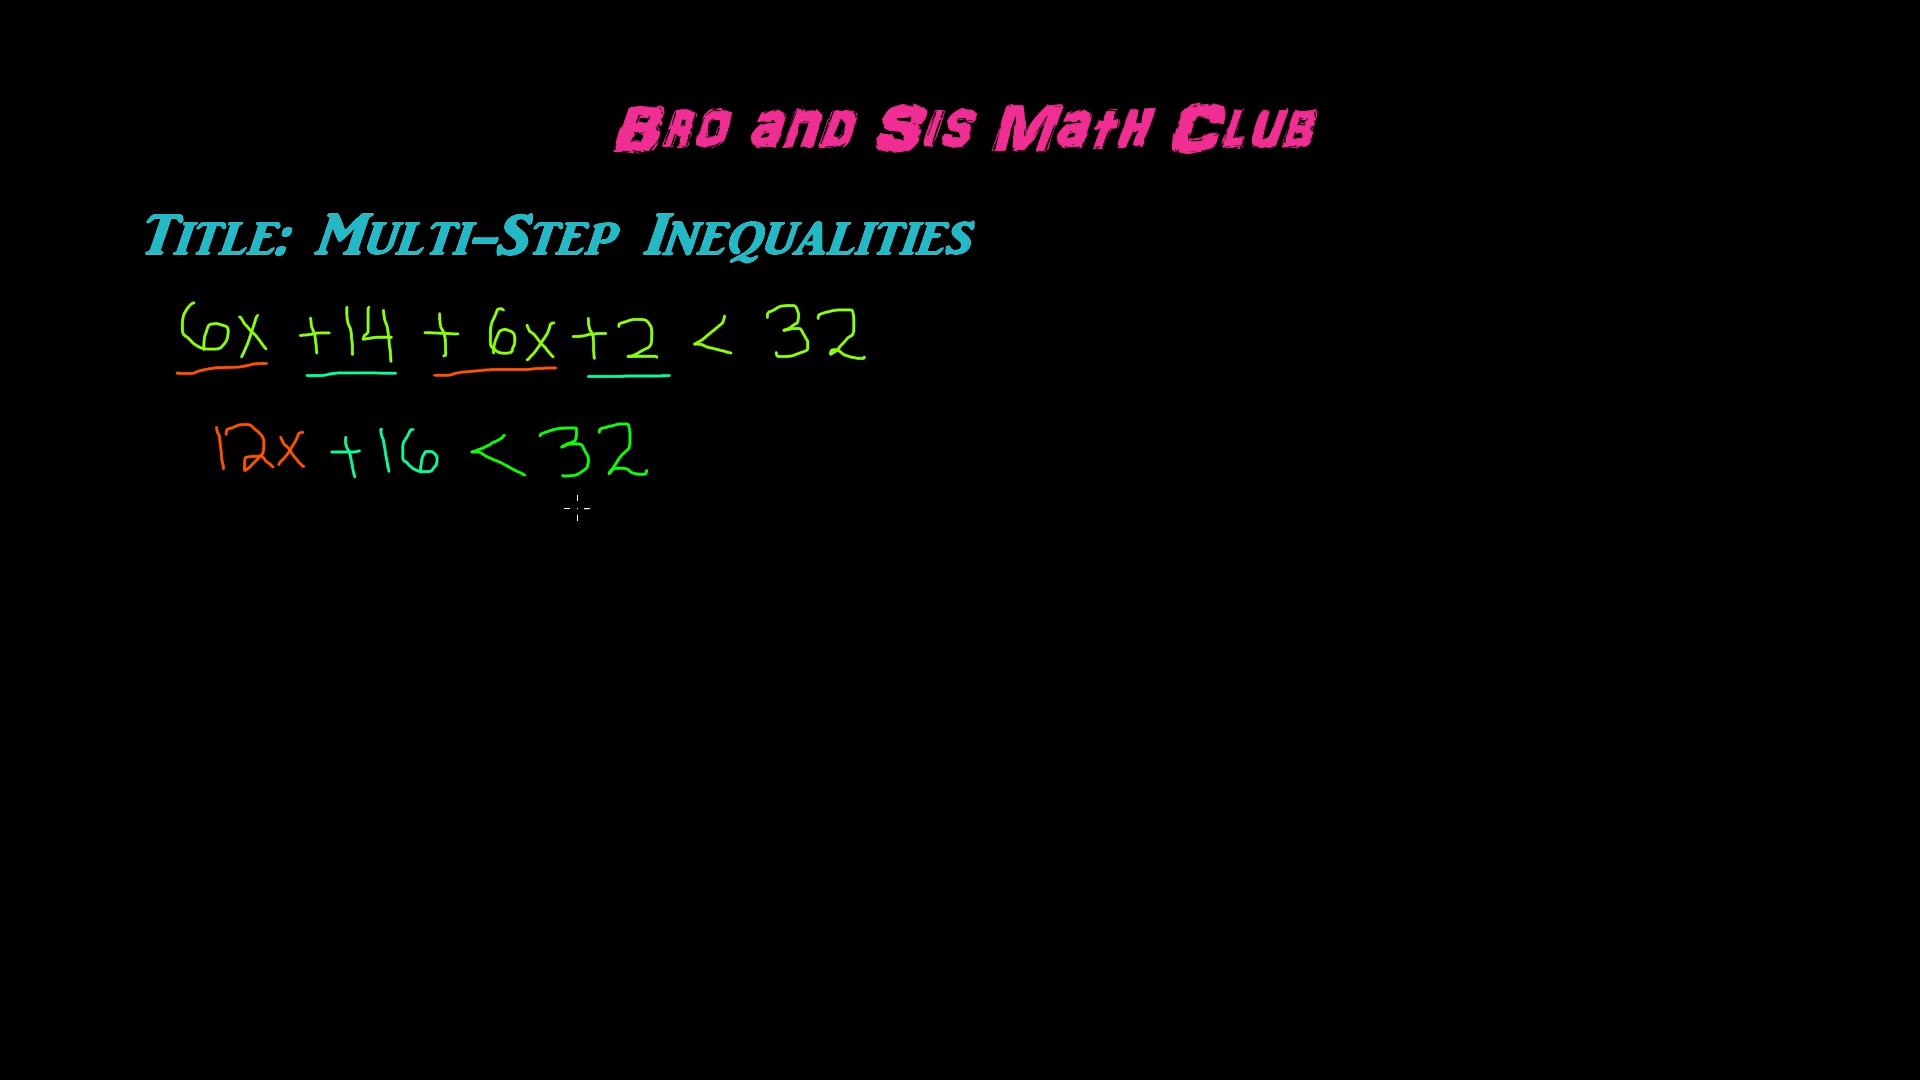 Bro and Sis Math Club
Title: Multi-Step Inequalities
6x +14 + 6x +2 < 32
12x +16 < 32